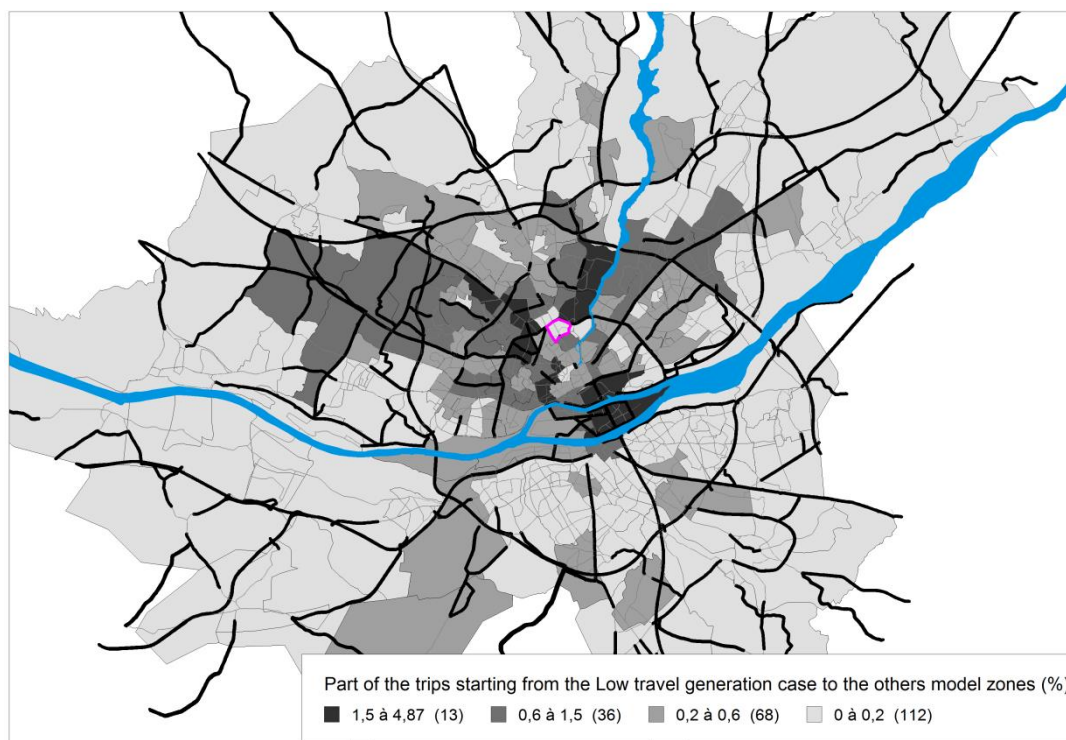 Part of the trips starting from the Low travel generation case to the others model zones (%)
1,5 à 4,87 (13) 0,6 à 1,5 (36) 0,2 à 0,6 (68) 0 à 0,2 (112)